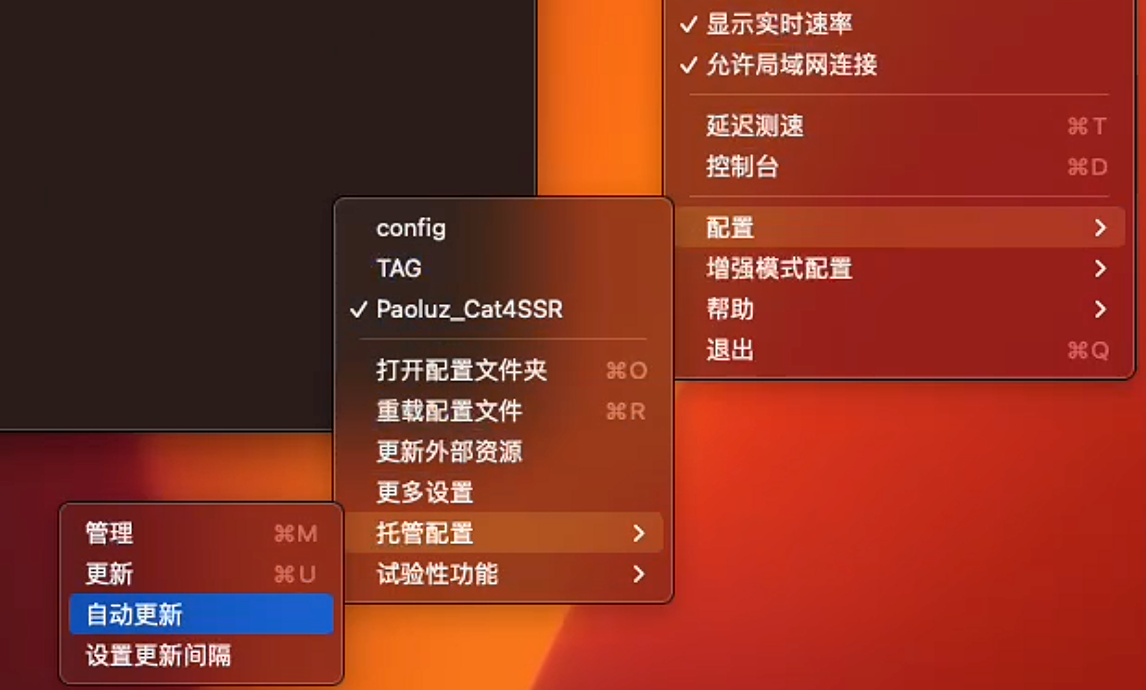 ✓ 显示实时速率
✓ 允许局域网连接
延迟测速 ⌘T
控制台 ⌘D
配置 >
增强模式配置 >
帮助 >
退出 ⌘Q
config
TAG
✓ Paoluz_Cat4SSR
打开配置文件夹 ⌘O
重载配置文件 ⌘R
更新外部资源
更多设置
托管配置 >
试验性功能 >
管理 ⌘M
更新 ⌘U
自动更新
设置更新间隔